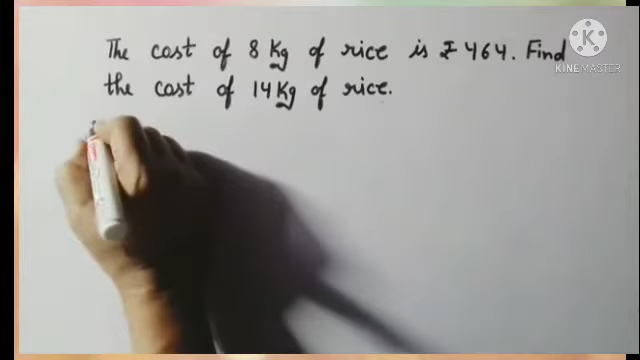 The cost of 8 Kg of rice is ₹ 464. Find
the cost of 14 Kg of rice.
K
KINEMASTER